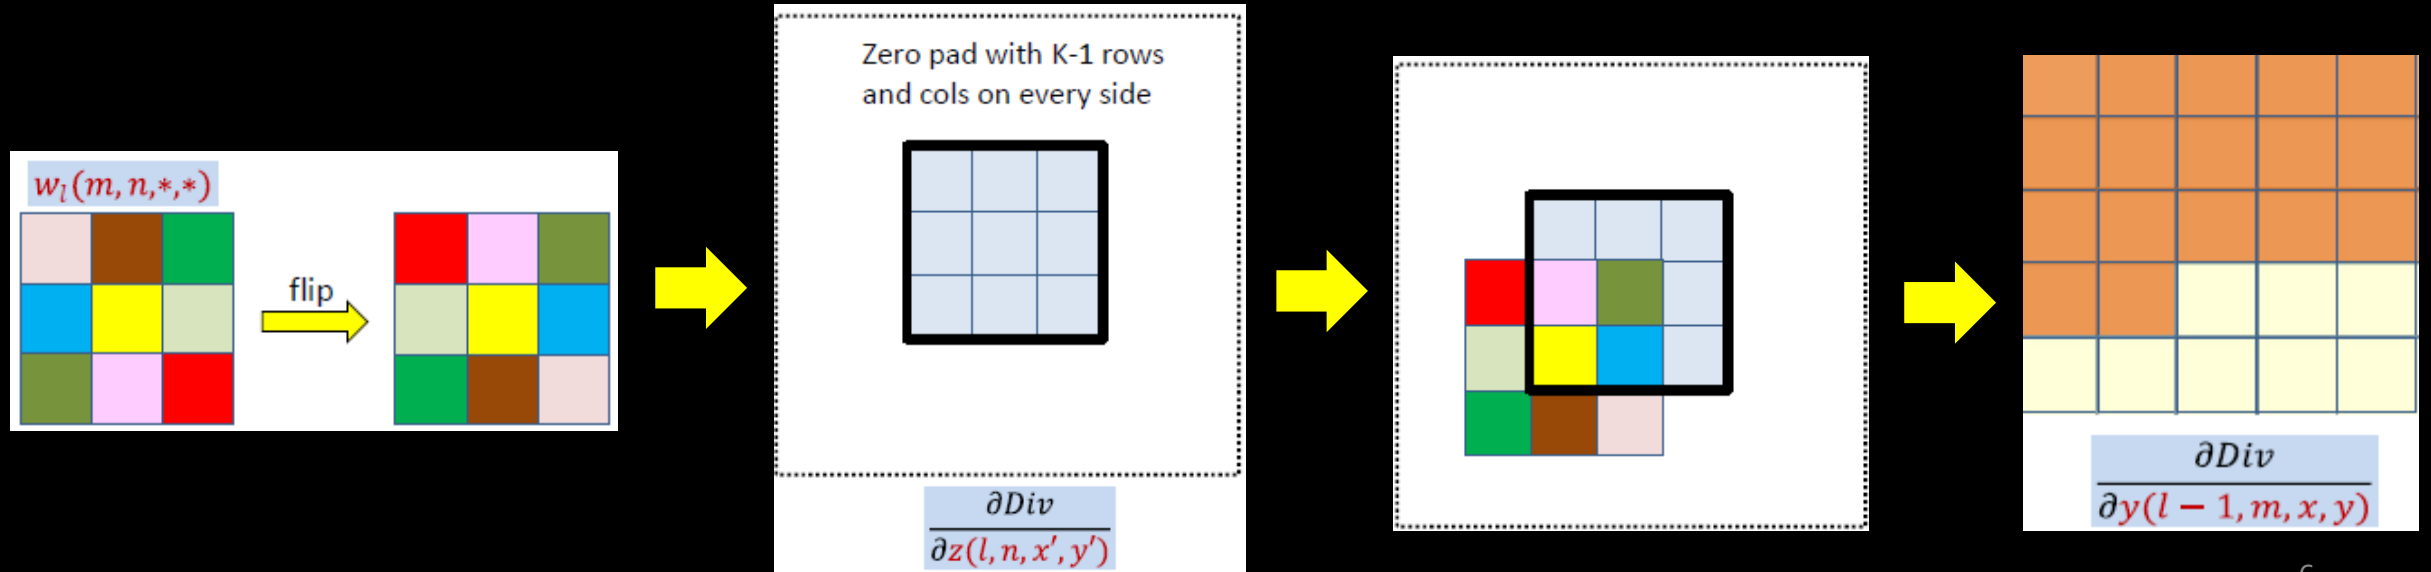 w_l(m, n,*,*)
flip
Zero pad with K-1 rows
and cols on every side
∂Div
∂z(l, n, x′, y′)
∂Div
∂y(l − 1, m, x, y)